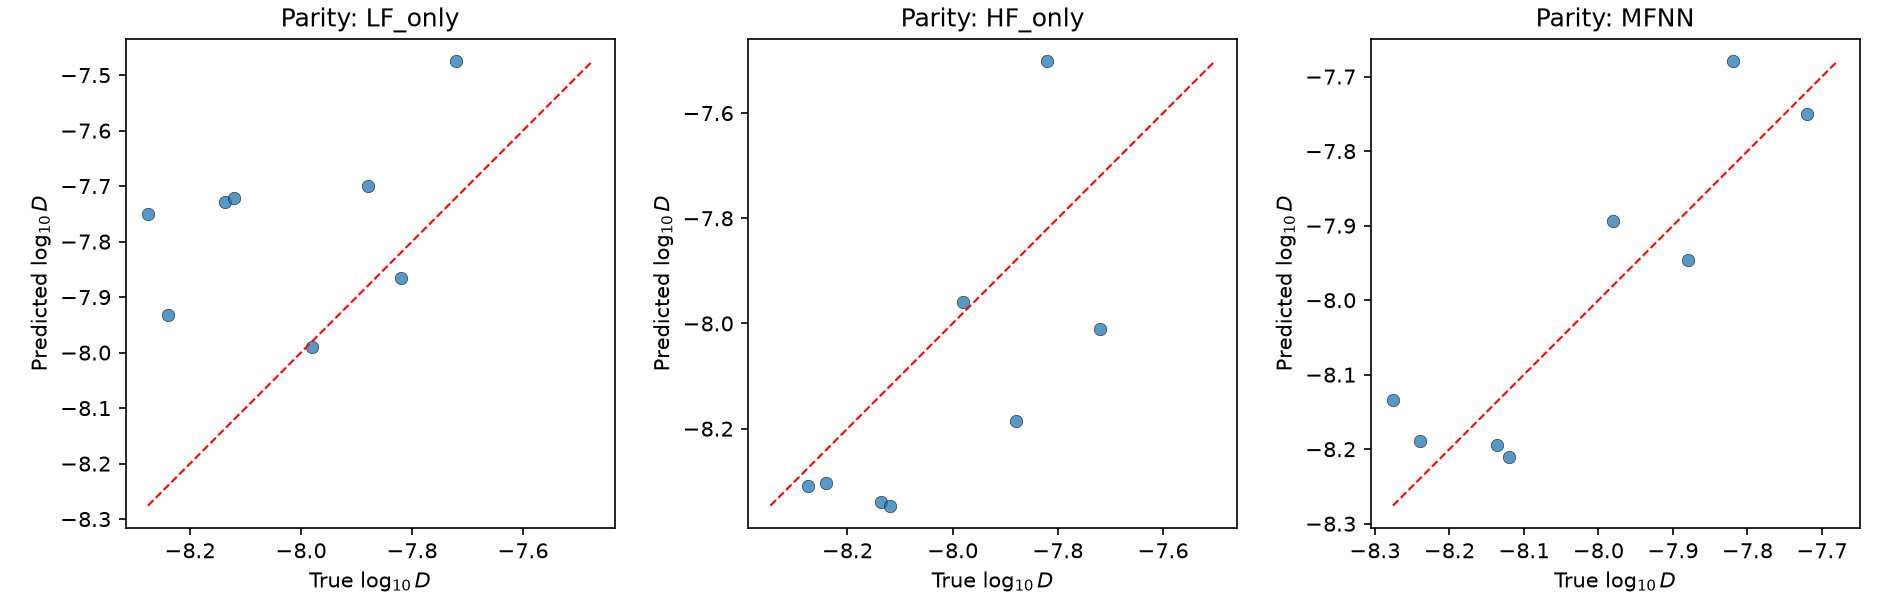 Parity: LF_only
Predicted log₁₀ D
−7.5
−7.6
−7.7
−7.8
−7.9
−8.0
−8.1
−8.2
−8.3
−8.2 −8.0 −7.8 −7.6
True log₁₀ D
Parity: HF_only
Predicted log₁₀ D
−7.6
−7.8
−8.0
−8.2
−8.2 −8.0 −7.8 −7.6
True log₁₀ D
Parity: MFNN
Predicted log₁₀ D
−7.7
−7.8
−7.9
−8.0
−8.1
−8.2
−8.3
−8.3 −8.2 −8.1 −8.0 −7.9 −7.8 −7.7
True log₁₀ D